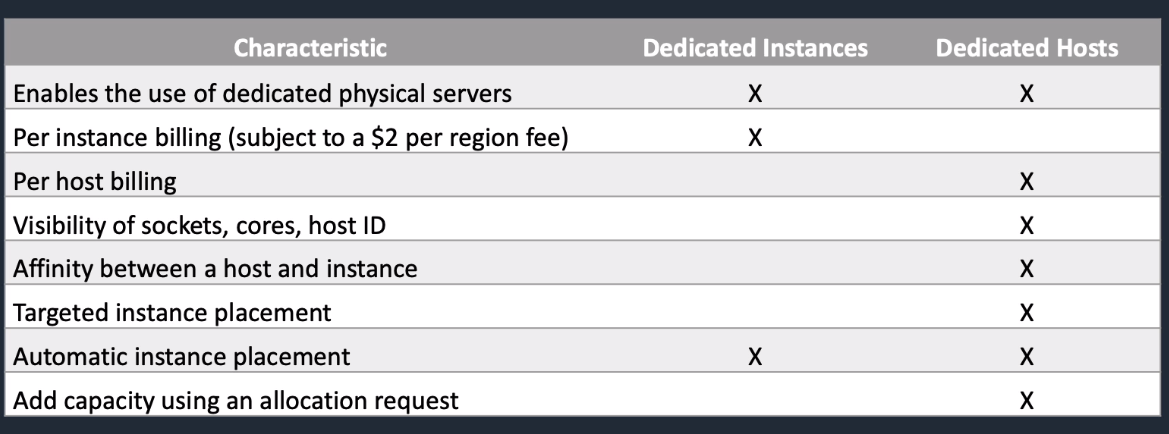 Characteristic Dedicated Instances Dedicated Hosts
Enables the use of dedicated physical servers X X
Per instance billing (subject to a $2 per region fee) X
Per host billing X
Visibility of sockets, cores, host ID X
Affinity between a host and instance X
Targeted instance placement X
Automatic instance placement X X
Add capacity using an allocation request X